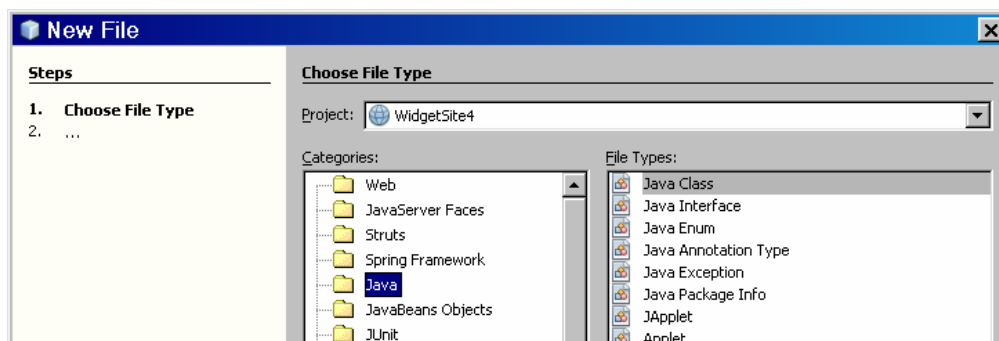 New File
Steps
1. Choose File Type
2. ...
Choose File Type
Project: WidgetSite4
Categories:
Web
JavaServer Faces
Struts
Spring Framework
Java
JavaBeans Objects
JUnit
File Types:
Java Class
Java Interface
Java Enum
Java Annotation Type
Java Exception
Java Package Info
JApplet
Applet